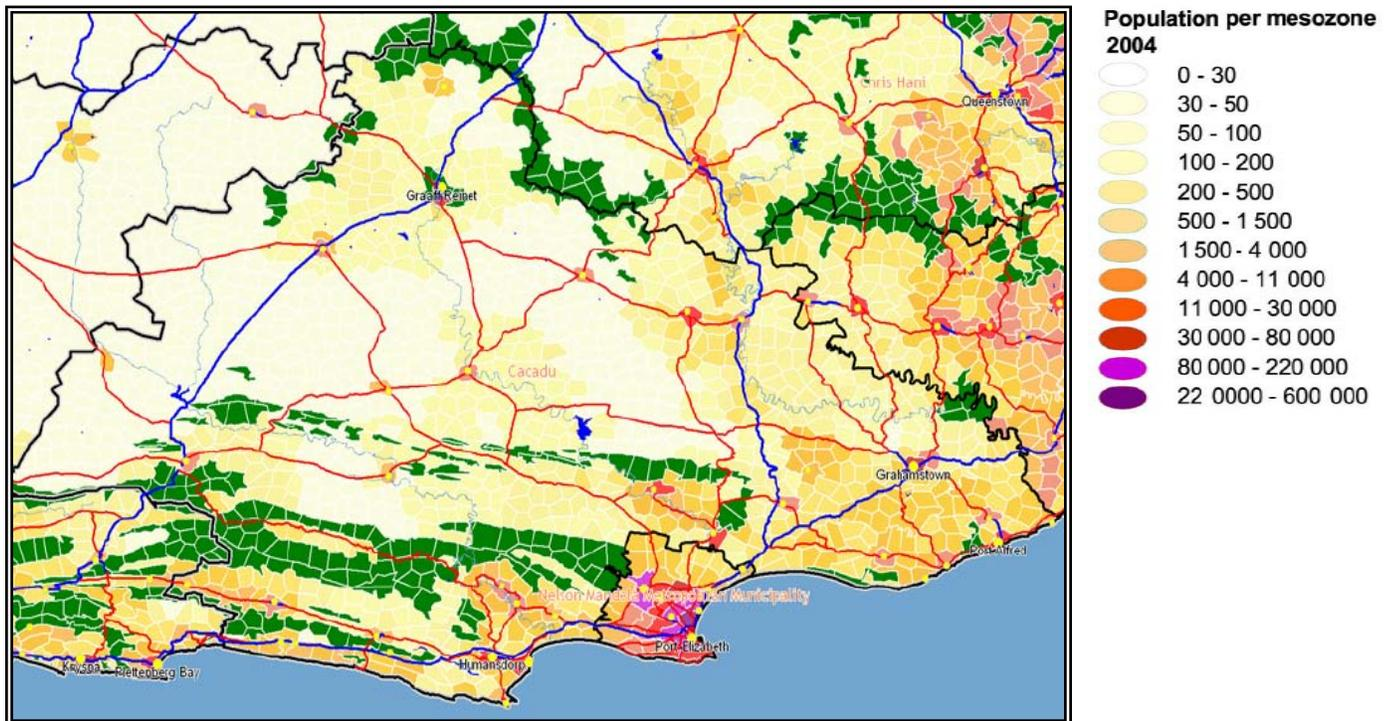 Population per mesozone
2004
0 - 30
30 - 50
50 - 100
100 - 200
200 - 500
500 - 1 500
1 500 - 4 000
4 000 - 11 000
11 000 - 30 000
30 000 - 80 000
80 000 - 220 000
22 0000 - 600 000
Chris Hani
Queenstown
Graaff Reinet
Cacadu
Grahamstown
Port Alfred
Nelson Mandela Metropolitan Municipality
Port Elizabeth
Humansdorp
Knysna
Plettenberg Bay